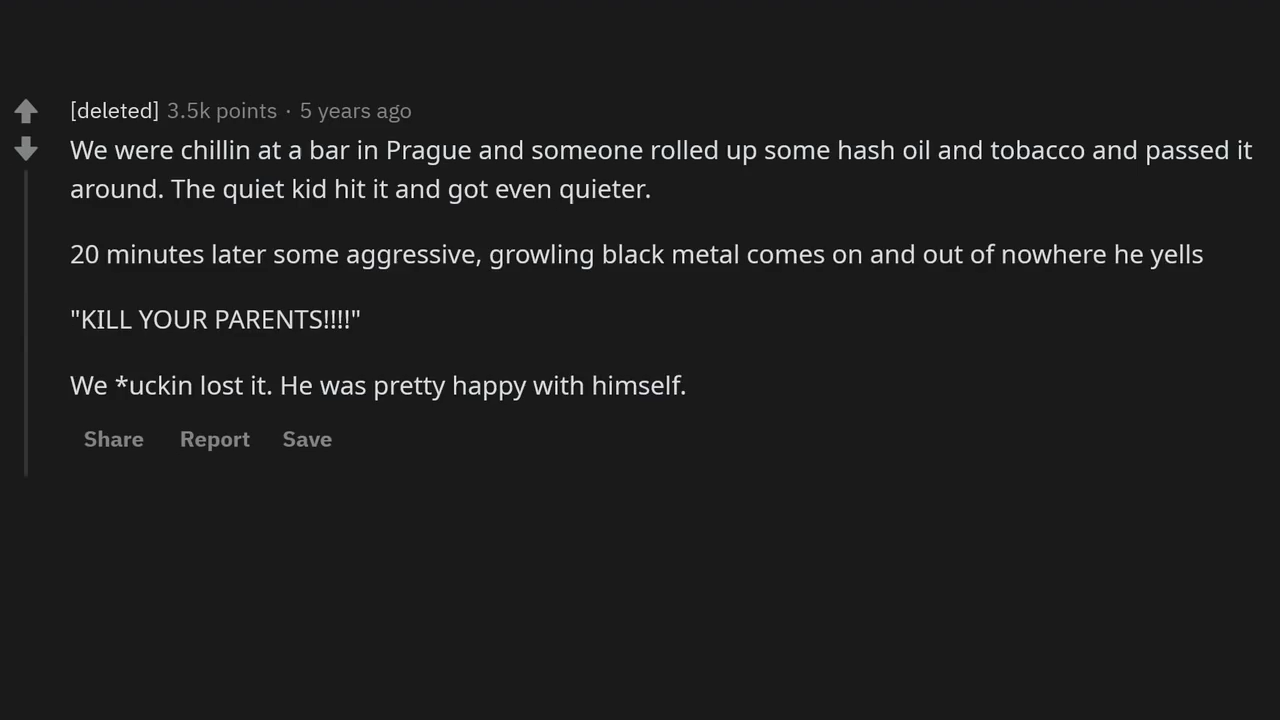 [deleted] 3.5k points · 5 years ago
We were chillin at a bar in Prague and someone rolled up some hash oil and tobacco and passed it
around. The quiet kid hit it and got even quieter.
20 minutes later some aggressive, growling black metal comes on and out of nowhere he yells
"KILL YOUR PARENTS!!!!"
We *uckin lost it. He was pretty happy with himself.
Share Report Save